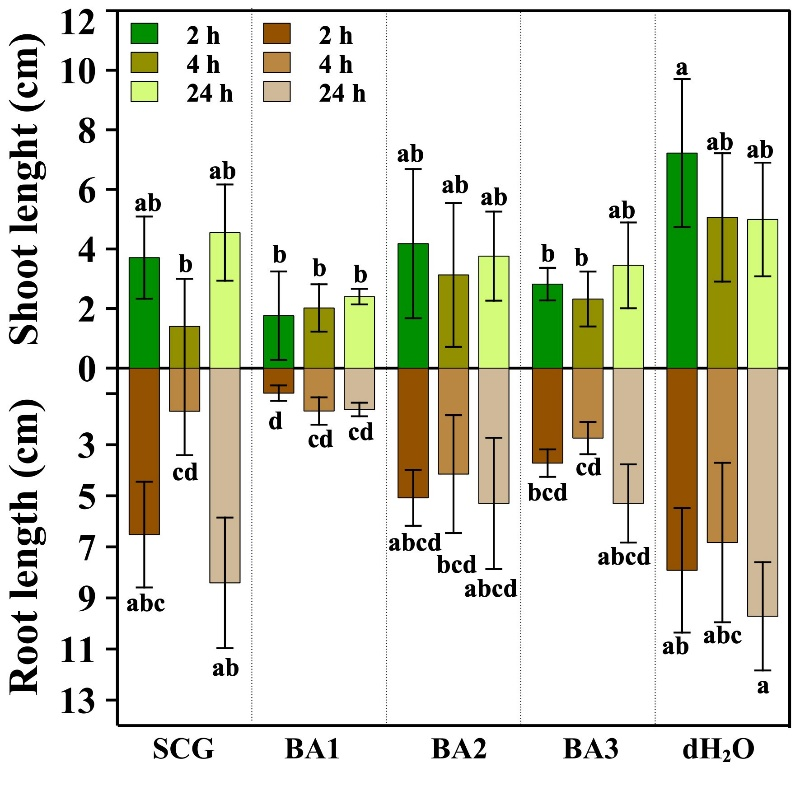 12
10
8
6
4
2
0
3
5
7
9
11
13
Shoot lenght (cm)
Root length (cm)
2 h 2 h
4 h 4 h
24 h 24 h
ab b ab b b b ab ab ab b b ab a ab ab
abc cd ab d cd cd abcd bcd abcd bcd cd abcd ab abc a
SCG BA1 BA2 BA3 dH₂O